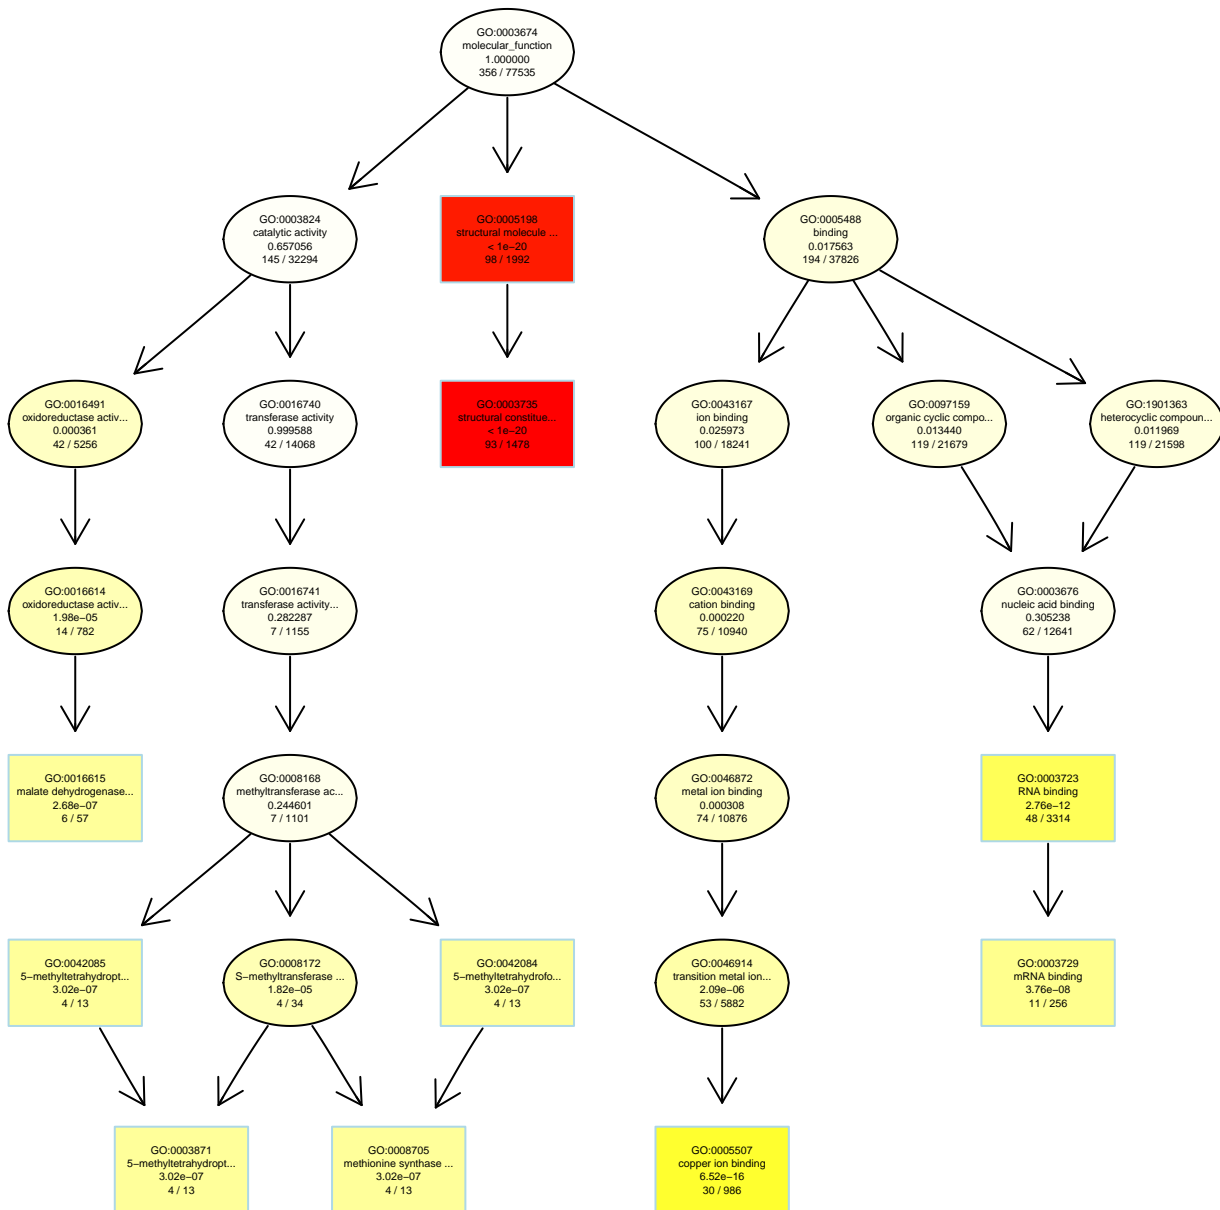 GO:0003674
molecular_function
1.000000
356 / 77535
GO:0003824
catalytic activity
0.657056
145 / 32294
GO:0005198
structural molecule ...
< 1e−20
98 / 1992
GO:0005488
binding
0.017563
194 / 37826
GO:0016491
oxidoreductase activ...
0.000361
42 / 5256
GO:0016740
transferase activity
0.999588
42 / 14068
GO:0003735
structural constitue...
< 1e−20
93 / 1478
GO:0043167
ion binding
0.025973
100 / 18241
GO:0097159
organic cyclic compo...
0.013440
119 / 21679
GO:1901363
heterocyclic compoun...
0.011969
119 / 21598
GO:0016614
oxidoreductase activ...
1.98e−05
14 / 782
GO:0016741
transferase activity...
0.282287
7 / 1155
GO:0043169
cation binding
0.000220
75 / 10940
GO:0003676
nucleic acid binding
0.305238
62 / 12641
GO:0016615
malate dehydrogenase...
2.68e−07
6 / 57
GO:0008168
methyltransferase ac...
0.244601
7 / 1101
GO:0046872
metal ion binding
0.000308
74 / 10876
GO:0003723
RNA binding
2.76e−12
48 / 3314
GO:0042085
5−methyltetrahydropt...
3.02e−07
4 / 13
GO:0008172
S−methyltransferase ...
1.82e−05
4 / 34
GO:0042084
5−methyltetrahydrofo...
3.02e−07
4 / 13
GO:0046914
transition metal ion...
2.09e−06
53 / 5882
GO:0003729
mRNA binding
3.76e−08
11 / 256
GO:0003871
5−methyltetrahydropt...
3.02e−07
4 / 13
GO:0008705
methionine synthase ...
3.02e−07
4 / 13
GO:0005507
copper ion binding
6.52e−16
30 / 986